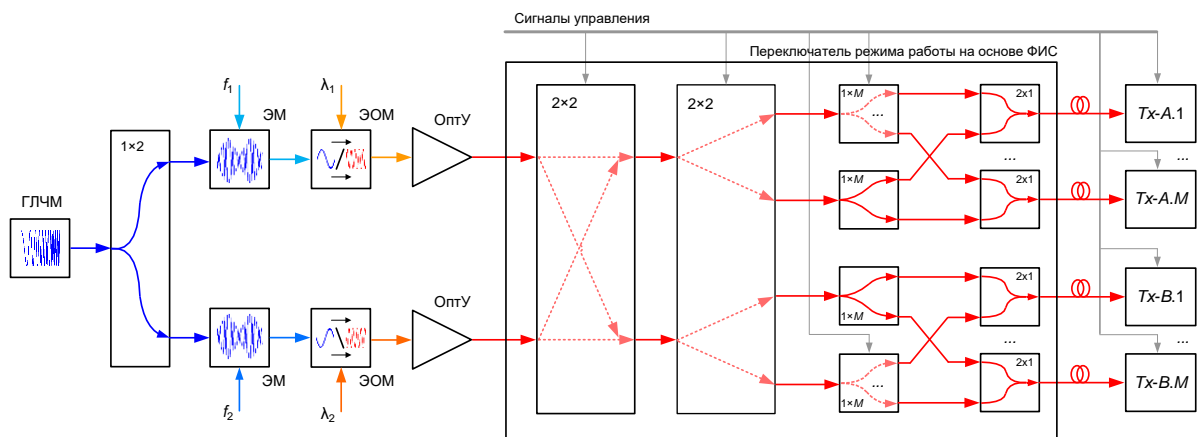 Сигналы управления
Переключатель режима работы на основе ФИС
f1
λ1
ЭМ
ЭОМ
ОптУ
1×2
2×2
2×2
1×M
...
2x1
Tx-A.1
...
...
1×M
2x1
Tx-A.M
ГЛЧМ
ОптУ
1×M
2x1
Tx-B.1
...
...
...
1×M
2x1
Tx-B.M
ЭМ
ЭОМ
f2
λ2